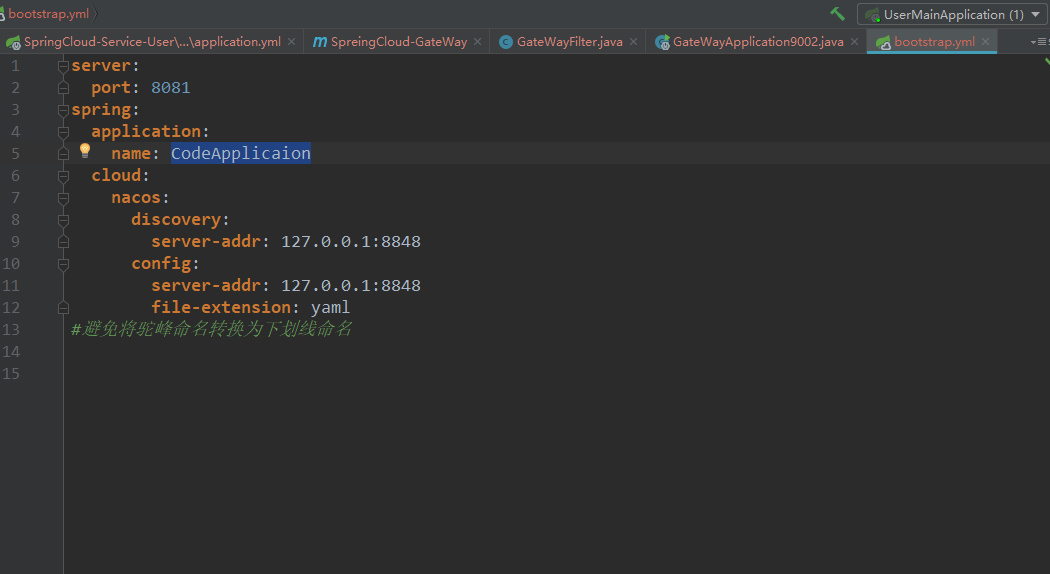 bootstrap.yml
UserMainApplication (1)
SpringCloud-Service-User\...\application.yml
SpreingCloud-GateWay
GateWayFilter.java
GateWayApplication9002.java
bootstrap.yml
1 server:
2 port: 8081
3 spring:
4 application:
5 name: CodeApplicaion
6 cloud:
7 nacos:
8 discovery:
9 server-addr: 127.0.0.1:8848
10 config:
11 server-addr: 127.0.0.1:8848
12 file-extension: yaml
13 #避免将驼峰命名转换为下划线命名
14
15